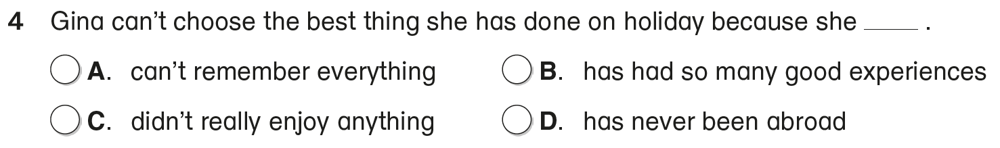 4 Gina can't choose the best thing she has done on holiday because she _____ .
A. can't remember everything B. has had so many good experiences
C. didn't really enjoy anything D. has never been abroad